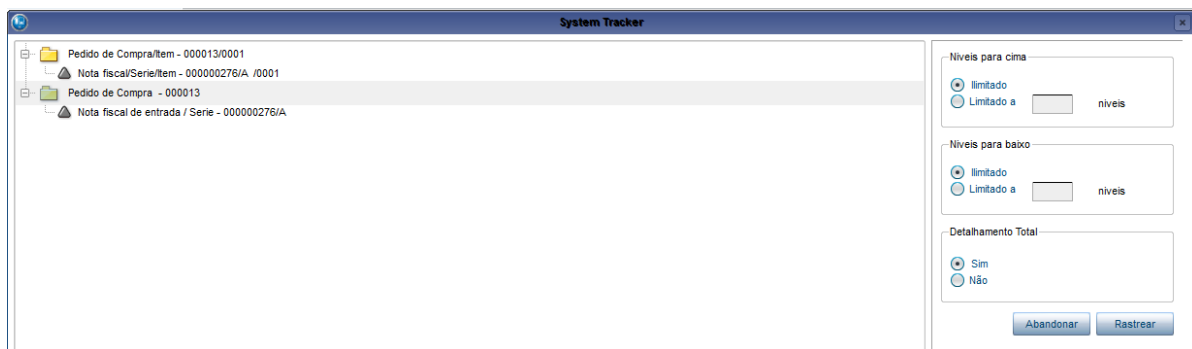 System Tracker
Pedido de Compra/Item - 000013/0001
Nota fiscal/Serie/Item - 000000276/A /0001
Pedido de Compra - 000013
Nota fiscal de entrada / Serie - 000000276/A
Niveis para cima
Ilimitado
Limitado a niveis
Niveis para baixo
Ilimitado
Limitado a niveis
Detalhamento Total
Sim
Não
Abandonar Rastrear